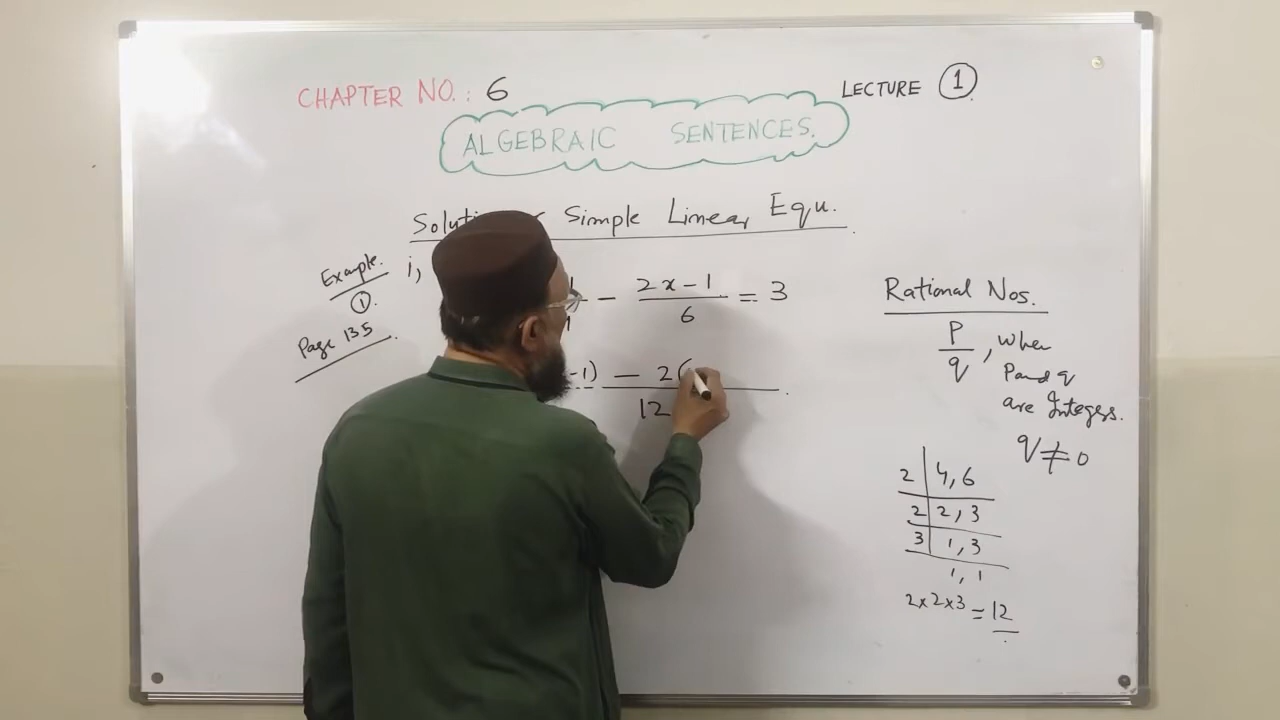 CHAPTER NO.: 6
LECTURE 1
ALGEBRAIC SENTENCES.
Simple Linear Equ.
Example. i,
1.
Page 135
- 2x-1 / 6 = 3
-1) - 2(
12
Rational Nos.
P / q, when
P and q
are Integers.
q ≠ 0
2 | 4, 6
2 | 2, 3
3 | 1, 3
1, 1
2x2x3 = 12